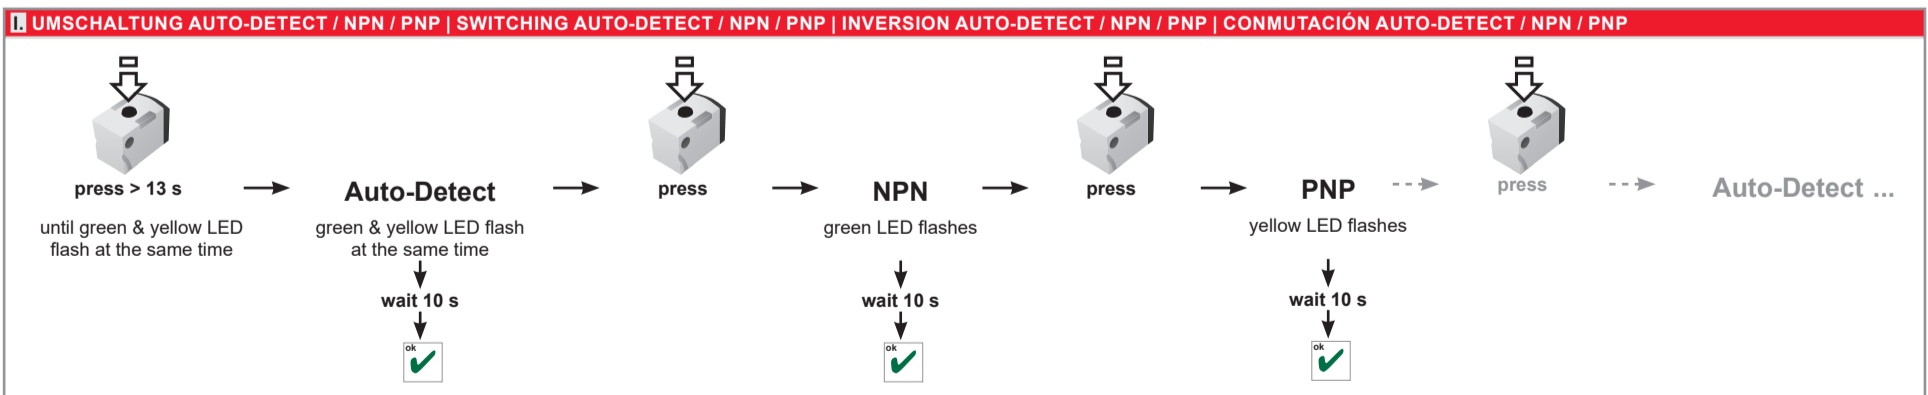 I. UMSCHALTUNG AUTO-DETECT / NPN / PNP | SWITCHING AUTO-DETECT / NPN / PNP | INVERSION AUTO-DETECT / NPN / PNP | CONMUTACIÓN AUTO-DETECT / NPN / PNP
press > 13 s
until green & yellow LED
flash at the same time
Auto-Detect
green & yellow LED flash
at the same time
wait 10 s
ok
press
NPN
green LED flashes
wait 10 s
ok
press
PNP
yellow LED flashes
wait 10 s
ok
press
Auto-Detect ...